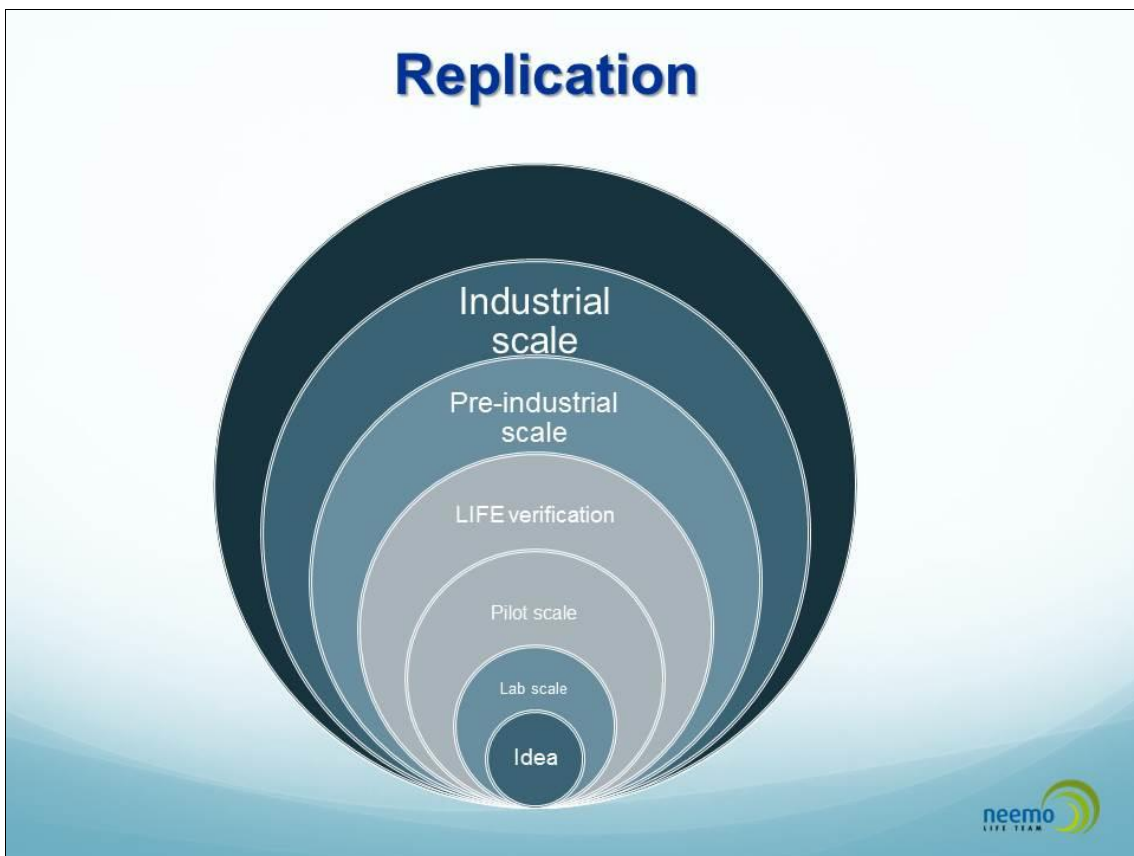 Replication
Industrial
scale
Pre-industrial
scale
LIFE verification
Pilot scale
Lab scale
Idea
neemo
LIFE TEAM